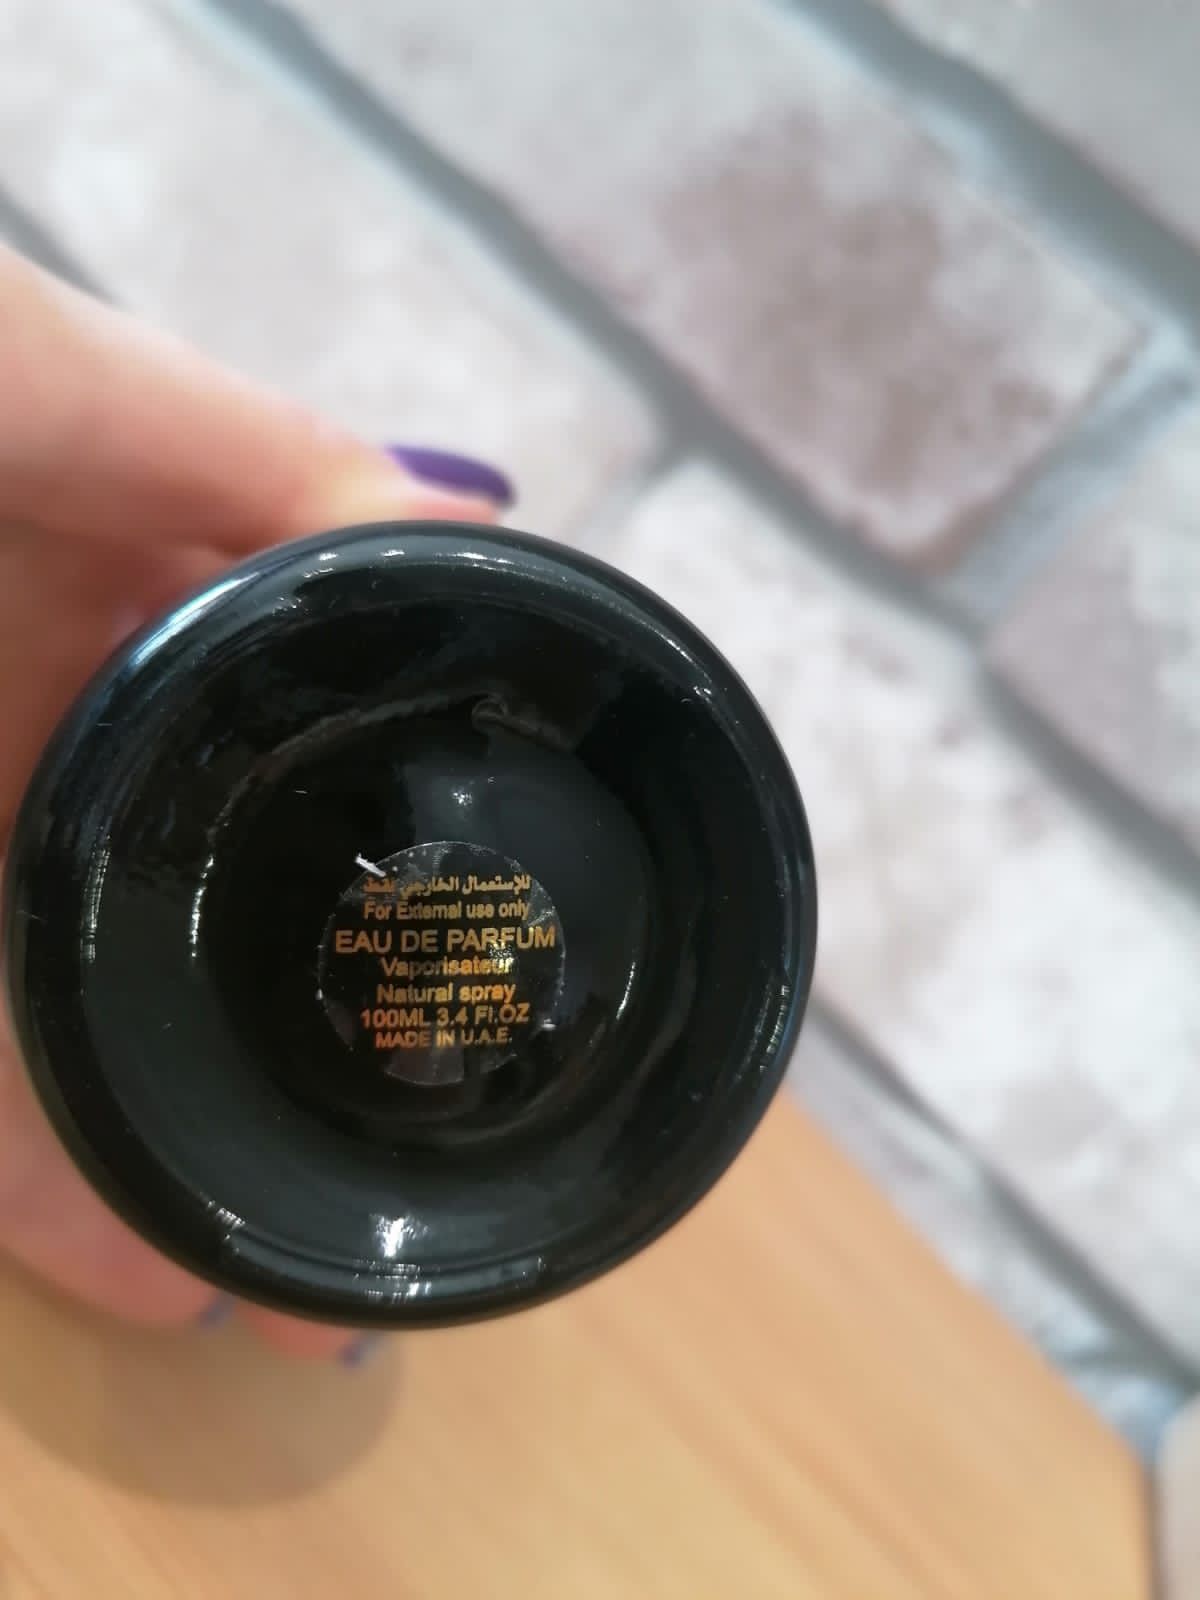 للإستعمال الخارجي فقط
For External use only
EAU DE PARFUM
Vaporisateur
Natural spray
100ML 3.4 Fl.OZ
MADE IN U.A.E.